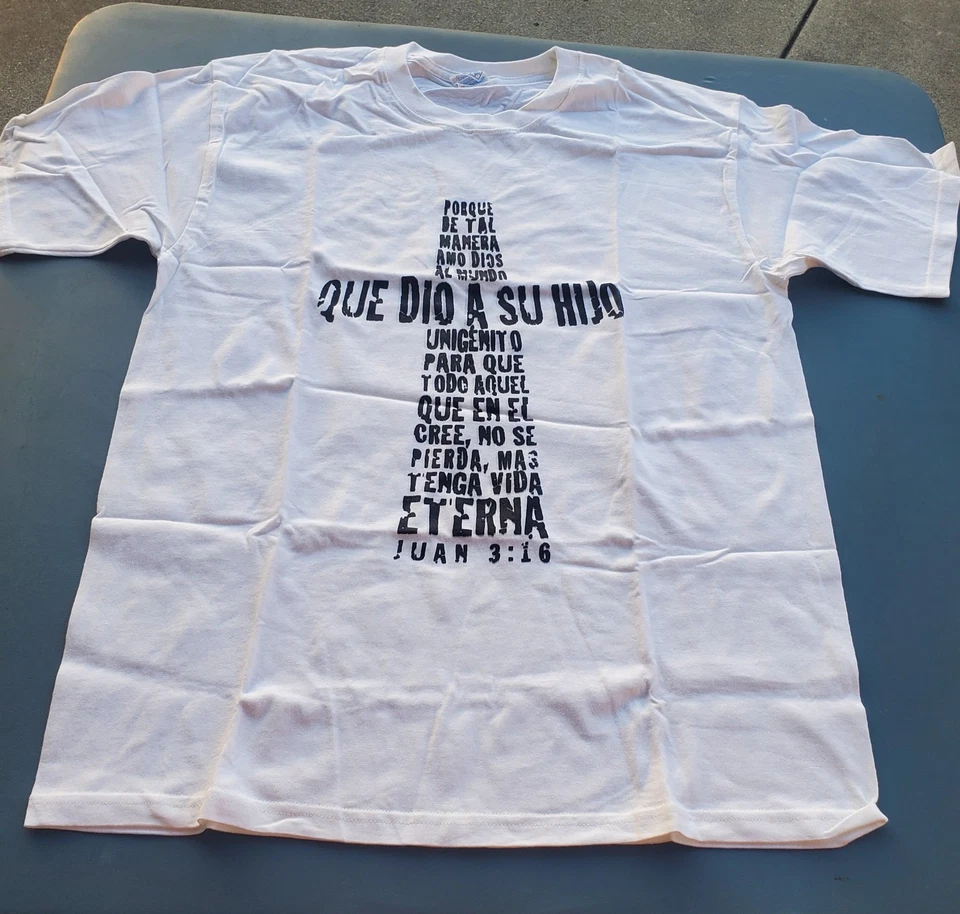 PORQUE
DE TAL
MANERA
AMO DIOS
AL MUNDO
QUE DIO A SU HIJO
UNIGÉNITO
PARA QUE
TODO AQUEL
QUE EN EL
CREE, NO SE
PIERDA, MAS
TENGA VIDA
ETERNA
JUAN 3:16